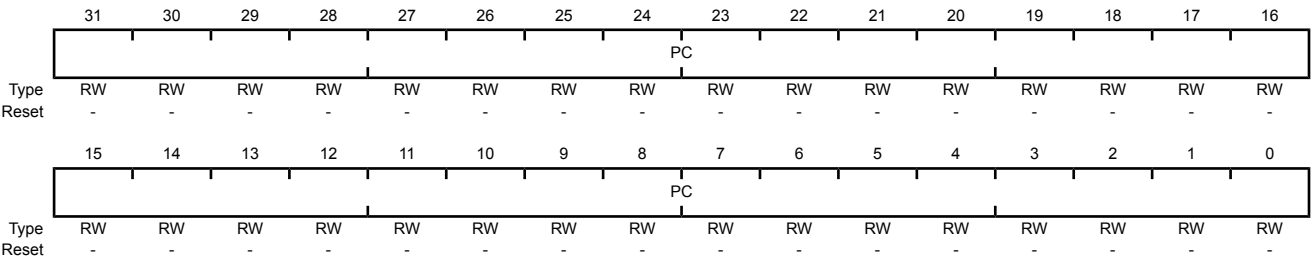 31 30 29 28 27 26 25 24 23 22 21 20 19 18 17 16
PC
Type RW RW RW RW RW RW RW RW RW RW RW RW RW RW RW RW
Reset - - - - - - - - - - - - - - - -
15 14 13 12 11 10 9 8 7 6 5 4 3 2 1 0
PC
Type RW RW RW RW RW RW RW RW RW RW RW RW RW RW RW RW
Reset - - - - - - - - - - - - - - - -